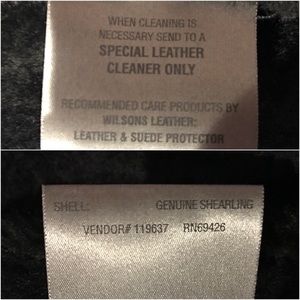 WHEN CLEANING IS
NECESSARY SEND TO A
SPECIAL LEATHER
CLEANER ONLY
RECOMMENDED CARE PRODUCTS BY
WILSONS LEATHER:
LEATHER & SUEDE PROTECTOR
SHELL: GENUINE SHEARLING
VENDOR# 119637 RN69426